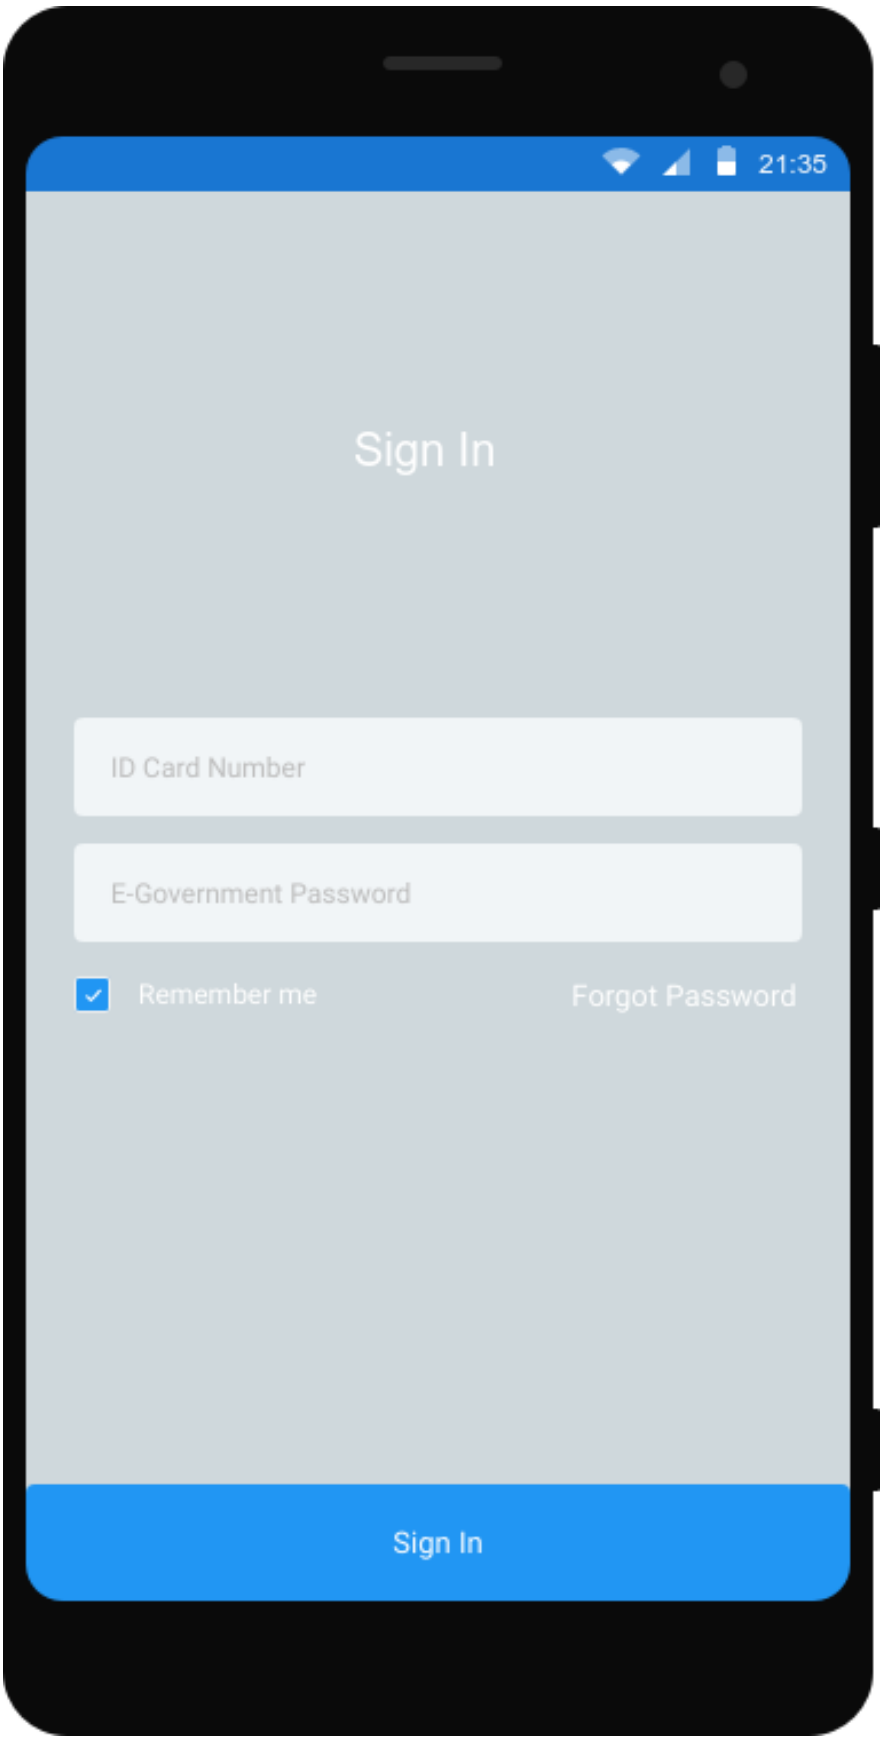 21:35
Sign In
ID Card Number
E-Government Password
Remember me
Forgot Password
Sign In